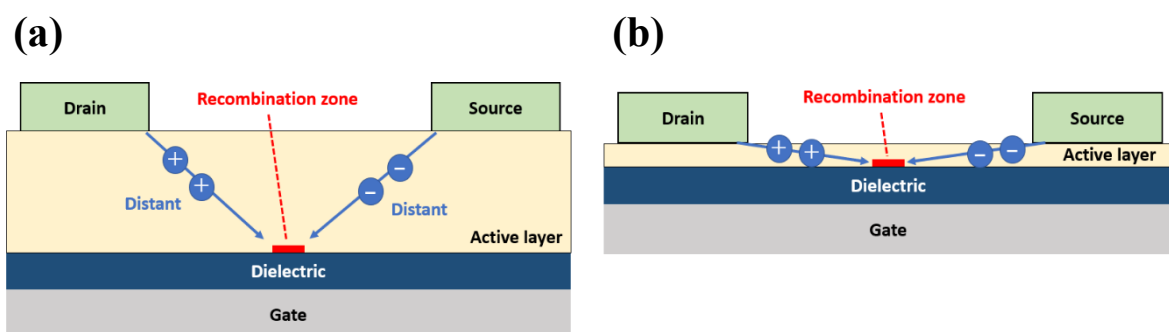 (a)
Drain
Recombination zone
Source
+
+
−
−
Distant
Distant
Active layer
Dielectric
Gate
(b)
Drain
Recombination zone
Source
+
+
−
−
Active layer
Dielectric
Gate